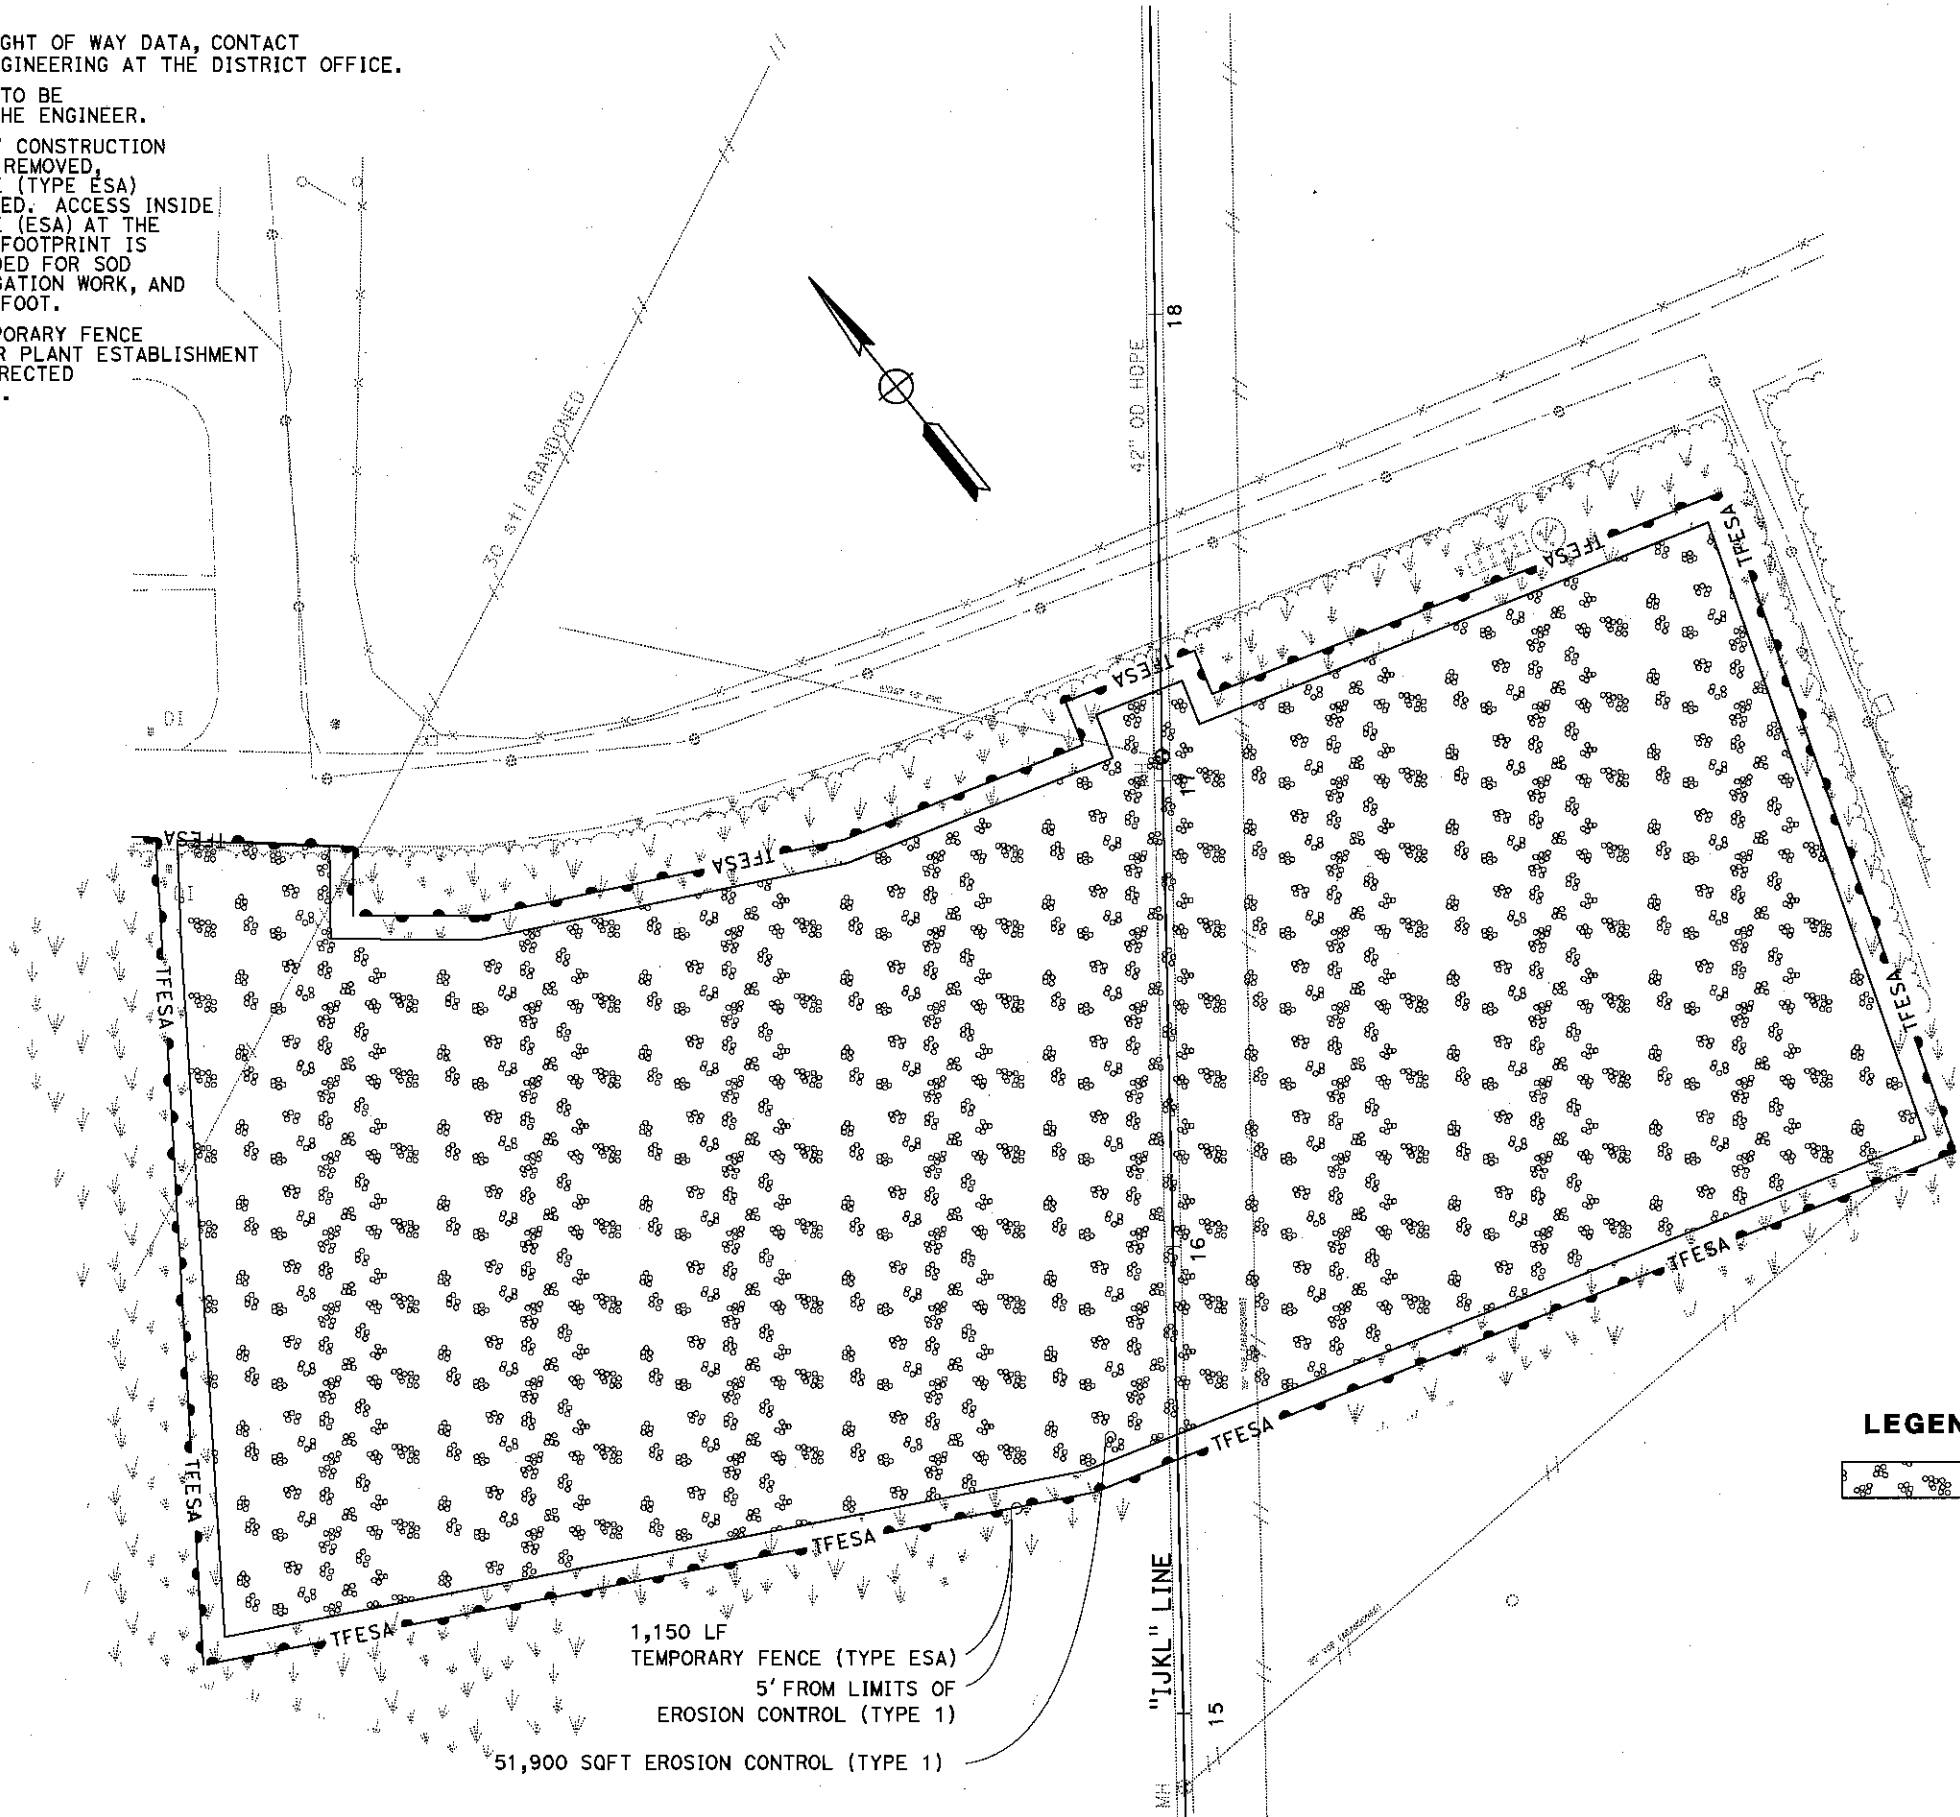 GHT OF WAY DATA, CONTACT
GINEERING AT THE DISTRICT OFFICE.
TO BE
HE ENGINEER.
CONSTRUCTION
REMOVED,
(TYPE ESA)
ED. ACCESS INSIDE
(ESA) AT THE
FOOTPRINT IS
DED FOR SOD
GATION WORK, AND
FOOT.
PORARY FENCE
R PLANT ESTABLISHMENT
RECTED
.
18
42" OD HDPE
30 stl ABANDONED
TFESA
TFESA
TFESA
DI
17
TFESA
TFESA
DI
TFESA
TFESA
16
TFESA
TFESA
LEGEN
TFESA
TFESA
TFESA
1,150 LF
TEMPORARY FENCE (TYPE ESA)
5' FROM LIMITS OF
EROSION CONTROL (TYPE 1)
51,900 SQFT EROSION CONTROL (TYPE 1)
"IJKL" LINE
15
MH